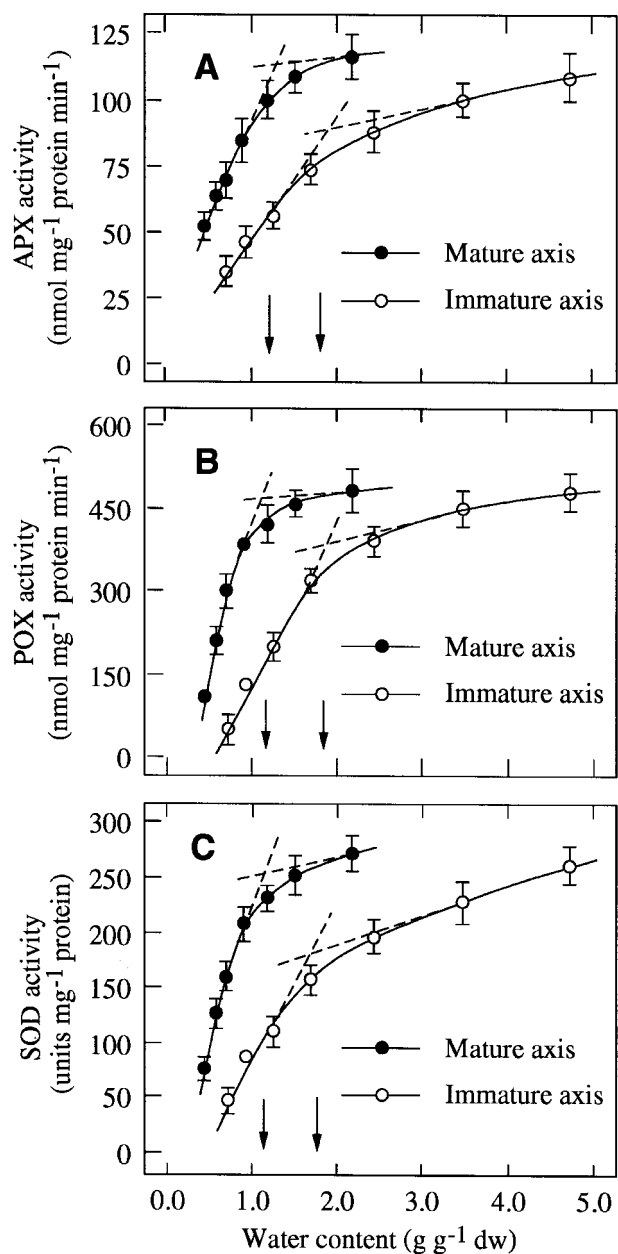 A
APX activity
(nmol mg-1 protein min-1)
125
100
75
50
25
0
Mature axis
Immature axis
B
POX activity
(nmol mg-1 protein min-1)
600
450
300
150
0
Mature axis
Immature axis
C
SOD activity
(units mg-1 protein)
300
250
200
150
100
50
0
Mature axis
Immature axis
0.0 1.0 2.0 3.0 4.0 5.0
Water content (g g-1 dw)